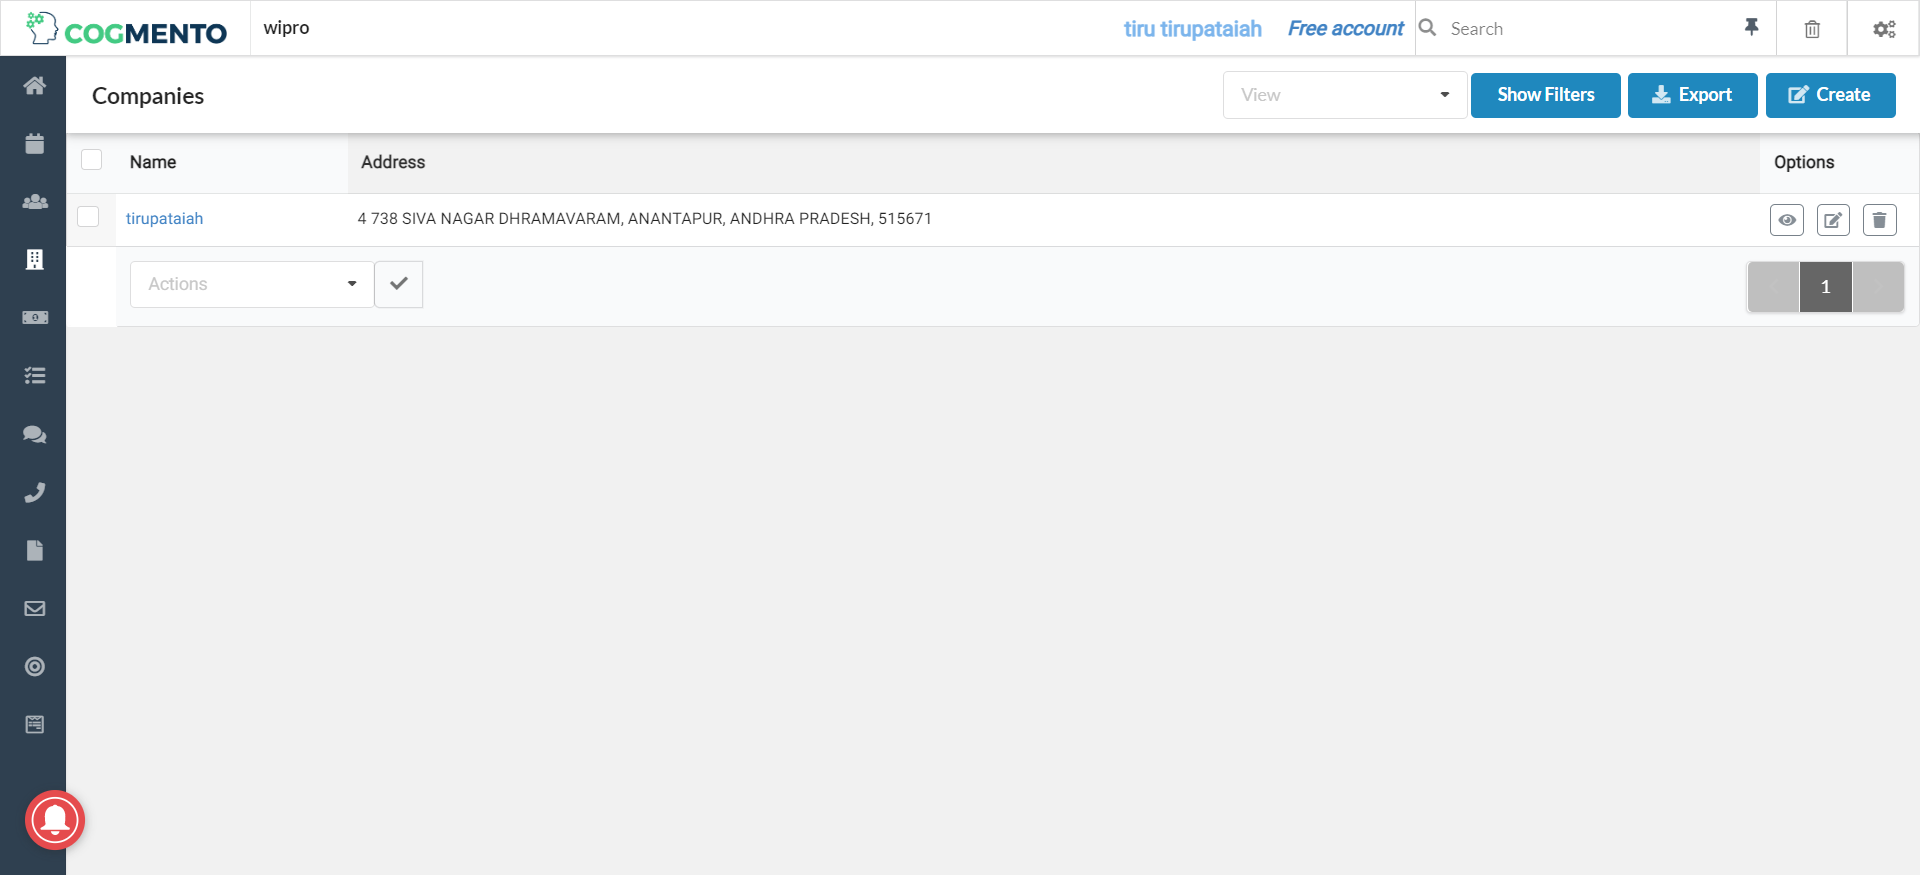 COGMENTO
wipro
tiru tirupataiah
Free account
Search
Companies
View
Show Filters
Export
Create
Name
Address
Options
tirupataiah
4 738 SIVA NAGAR DHRAMAVARAM, ANANTAPUR, ANDHRA PRADESH, 515671
Actions
1